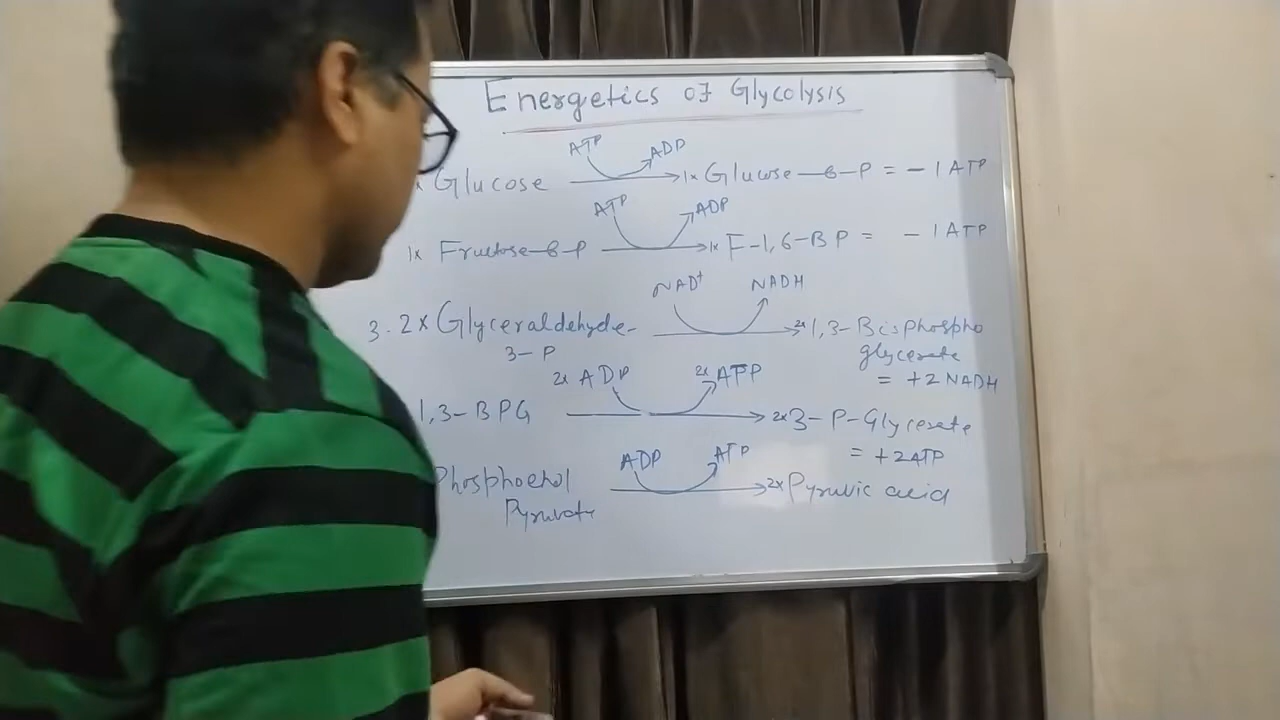 Energetics of Glycolysis
ATP ADP
Glucose → 1x Glucose-6-P = - 1 ATP
ATP ADP
1x Fructose-6-P → 1x F-1,6-BP = - 1 ATP
NAD+ NADH
3. 2x Glyceraldehyde- → 2x 1,3-Bisphospho
3-P glycerate
= +2 NADH
2x ADP 2x ATP
1,3-BPG → 2x 3-P-Glycerate
= +2ATP
ADP ATP
Phosphoenol → 2x Pyruvic acid
Pyruvate